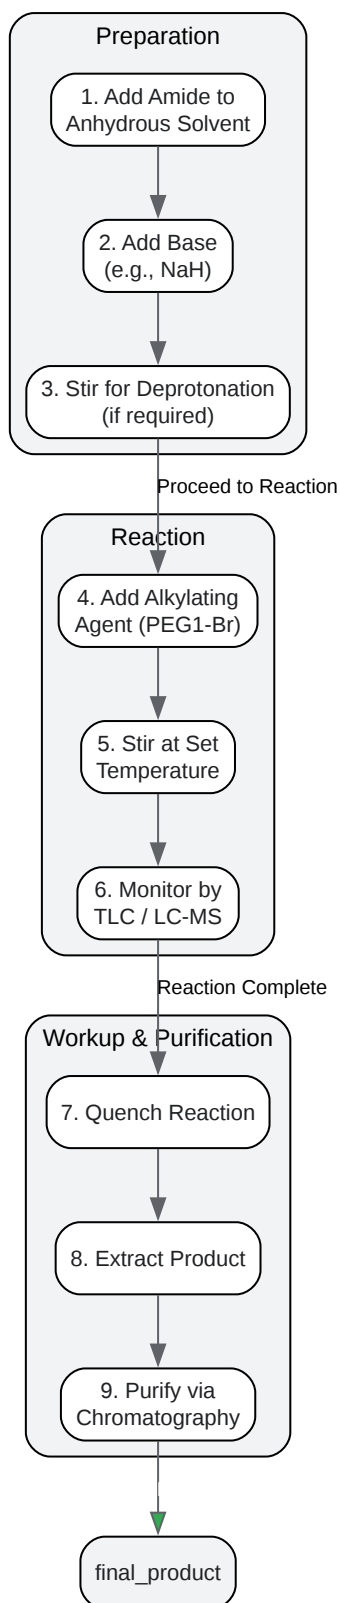 Preparation
1. Add Amide to
Anhydrous Solvent
2. Add Base
(e.g., NaH)
3. Stir for Deprotonation
(if required)
Proceed to Reaction
Reaction
4. Add Alkylating
Agent (PEG1-Br)
5. Stir at Set
Temperature
6. Monitor by
TLC / LC-MS
Reaction Complete
Workup & Purification
7. Quench Reaction
8. Extract Product
9. Purify via
Chromatography
final_product